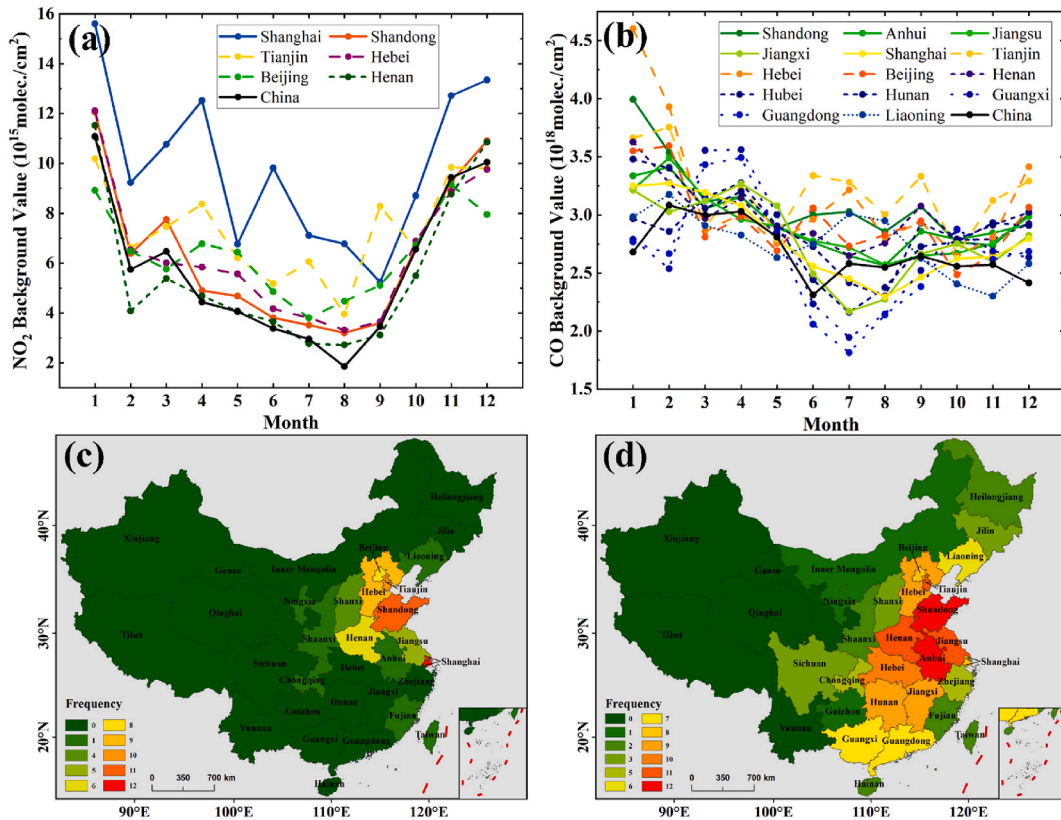 (a)
Shanghai Shandong
Tianjin Hebei
Beijing Henan
China
NO2 Background Value (10^15 molec./cm^2)
16
14
12
10
8
6
4
2
1 2 3 4 5 6 7 8 9 10 11 12
Month
(b)
Shandong Anhui Jiangsu
Jiangxi Shanghai Tianjin
Hebei Beijing Henan
Hubei Hunan Guangxi
Guangdong Liaoning China
CO Background Value (10^18 molec./cm^2)
4.5
4.0
3.5
3.0
2.5
2.0
1.5
1 2 3 4 5 6 7 8 9 10 11 12
Month
(c)
40°N
30°N
20°N
Heilongjiang
Jilin
Xinjiang
Beijing
Liaoning
Gansu
Inner Mongolia
Tianjin
Hebei
Ningxia
Shanxi
Shandong
Qinghai
Shaanxi
Henan
Jiangsu
Tibet
Shanghai
Anhui
Hebei
Sichuan
Chongqing
Zhejiang
Jiangxi
Hunan
Guizhou
Fujian
Yunnan
Taiwan
Guangxi
Guangdong
Hainan
Frequency
0 8
1 9
4 10
5 11
6 12
0 350 700 km
90°E 100°E 110°E 120°E
(d)
40°N
30°N
20°N
Heilongjiang
Jilin
Xinjiang
Beijing
Liaoning
Gansu
Inner Mongolia
Tianjin
Hebei
Ningxia
Shanxi
Shandong
Qinghai
Shaanxi
Henan
Jiangsu
Tibet
Shanghai
Anhui
Hebei
Sichuan
Chongqing
Zhejiang
Jiangxi
Hunan
Guizhou
Fujian
Yunnan
Taiwan
Guangxi
Guangdong
Hainan
Frequency
0 7
1 8
2 9
3 10
5 11
6 12
0 350 700 km
90°E 100°E 110°E 120°E